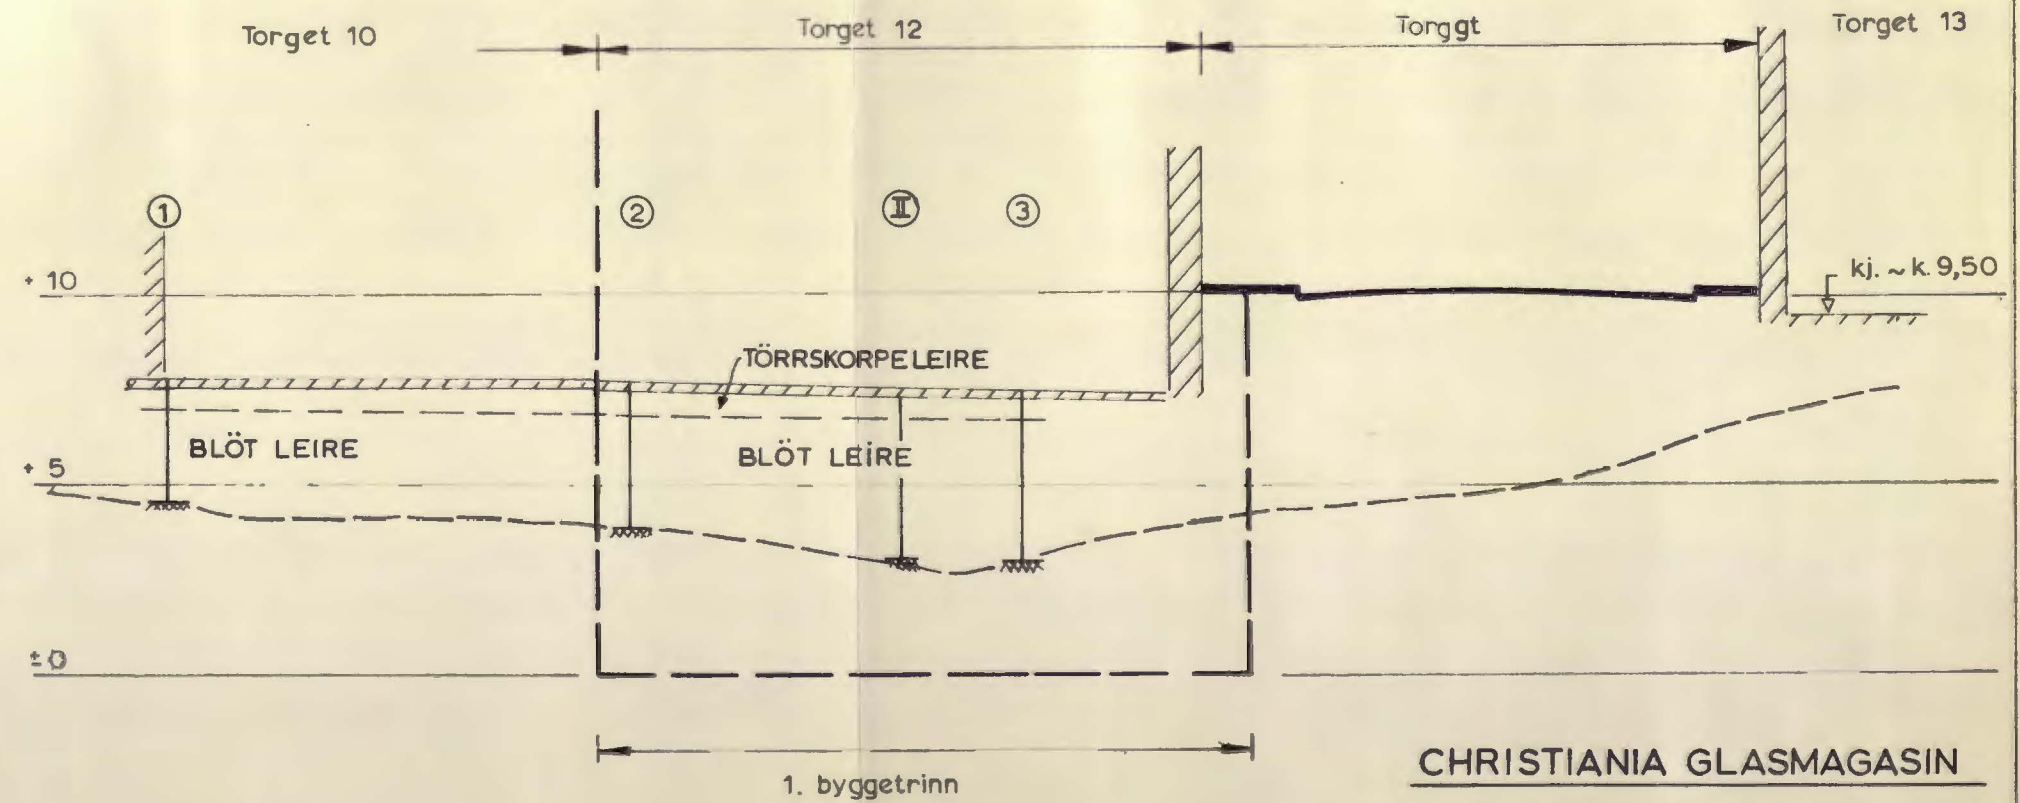 Torget 10
Torget 12
Torggt
Torget 13
1
2
II
3
+ 10
kj. ~ k. 9,50
TÖRRSKORPELEIRE
BLÖT LEIRE
BLÖT LEIRE
+ 5
± 0
1. byggetrinn
CHRISTIANIA GLASMAGASIN